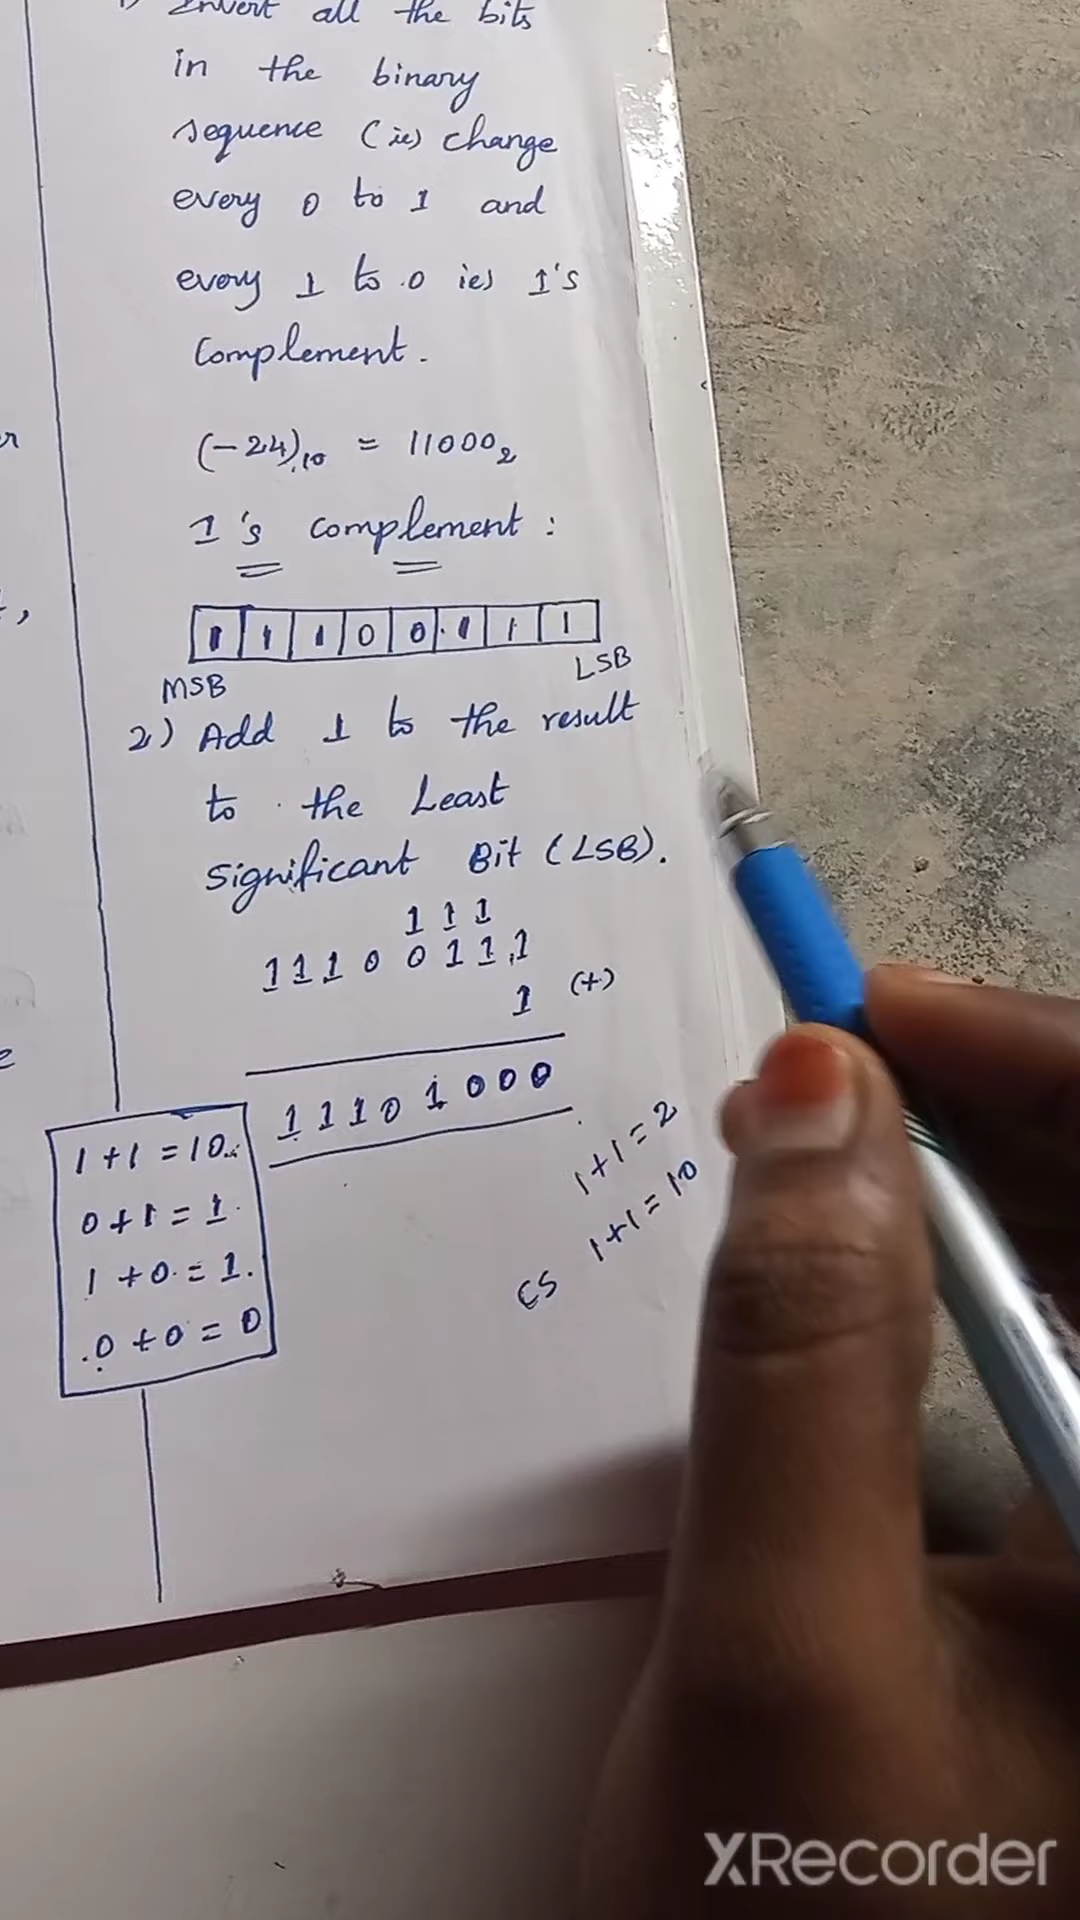 1) Invert all the bits
in the binary
sequence (ie) change
every 0 to 1 and
every 1 to 0 ie) 1's
Complement.
(-24)10 = 110002
1's complement:
1 1 1 0 0 1 1 1
MSB LSB
2) Add 1 to the result
to the Least
Significant Bit (LSB).
1 1 1
1 1 1 0 0 1 1 1
1 (+)
1 1 1 0 1 0 0 0
1+1 = 10
0+1 = 1
1+0 = 1.
0+0 = 0
1+1 = 2
CS 1+1 = 10
XRecorder